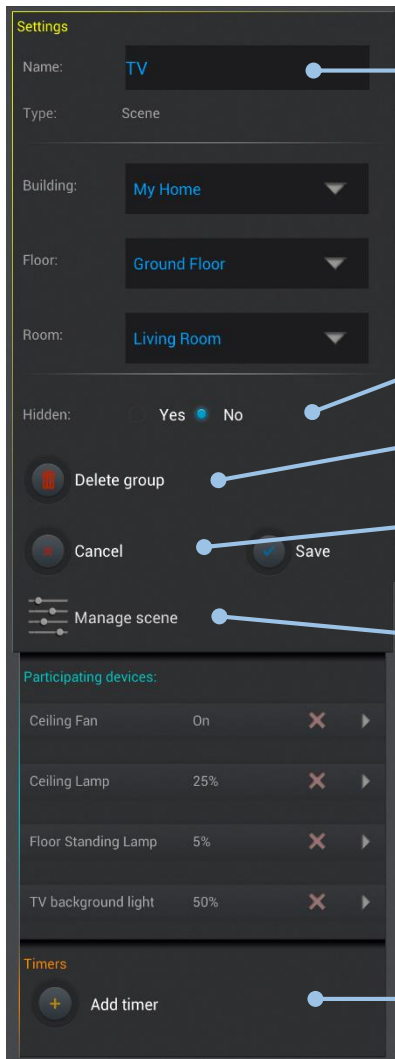 Settings
Name: TV
Type: Scene
Building: My Home
Floor: Ground Floor
Room: Living Room
Hidden: Yes No
Delete group
Cancel Save
Manage scene
Participating devices:
Ceiling Fan On
Ceiling Lamp 25%
Floor Standing Lamp 5%
TV background light 50%
Timers
Add timer